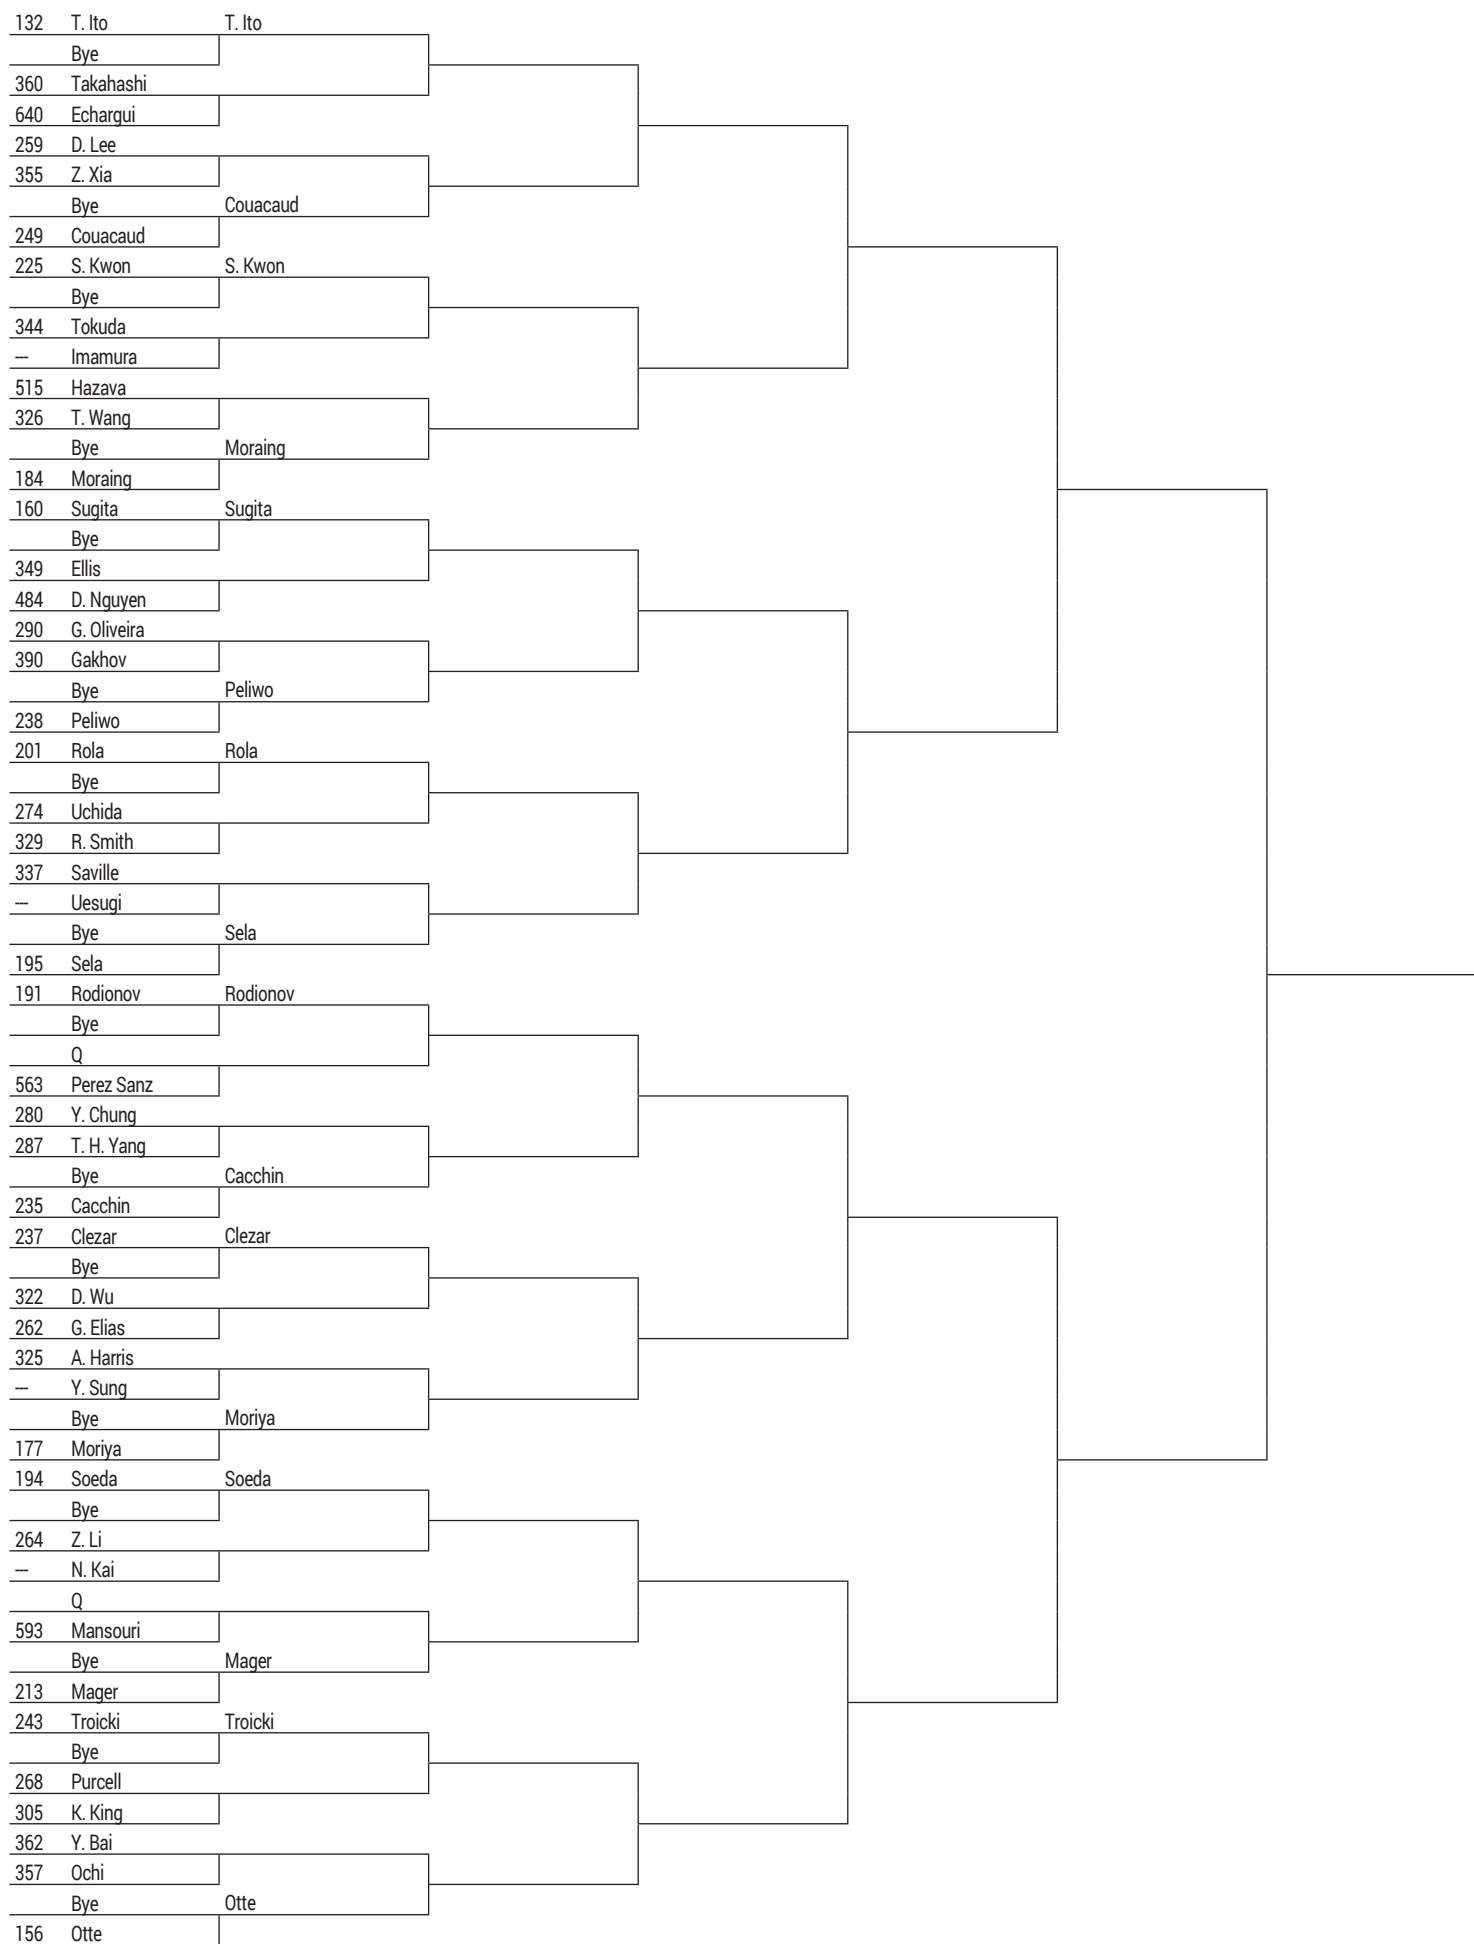 132 T. Ito T. Ito
Bye
360 Takahashi
640 Echargui
259 D. Lee
355 Z. Xia
Bye Couacaud
249 Couacaud
225 S. Kwon S. Kwon
Bye
344 Tokuda
--- Imamura
515 Hazava
326 T. Wang
Bye Moraing
184 Moraing
160 Sugita Sugita
Bye
349 Ellis
484 D. Nguyen
290 G. Oliveira
390 Gakhov
Bye Peliwo
238 Peliwo
201 Rola Rola
Bye
274 Uchida
329 R. Smith
337 Saville
--- Uesugi
Bye Sela
195 Sela
191 Rodionov Rodionov
Bye
Q
563 Perez Sanz
280 Y. Chung
287 T. H. Yang
Bye Cacchin
235 Cacchin
237 Clezar Clezar
Bye
322 D. Wu
262 G. Elias
325 A. Harris
--- Y. Sung
Bye Moriya
177 Moriya
194 Soeda Soeda
Bye
264 Z. Li
--- N. Kai
Q
593 Mansouri
Bye Mager
213 Mager
243 Troicki Troicki
Bye
268 Purcell
305 K. King
362 Y. Bai
357 Ochi
Bye Otte
156 Otte